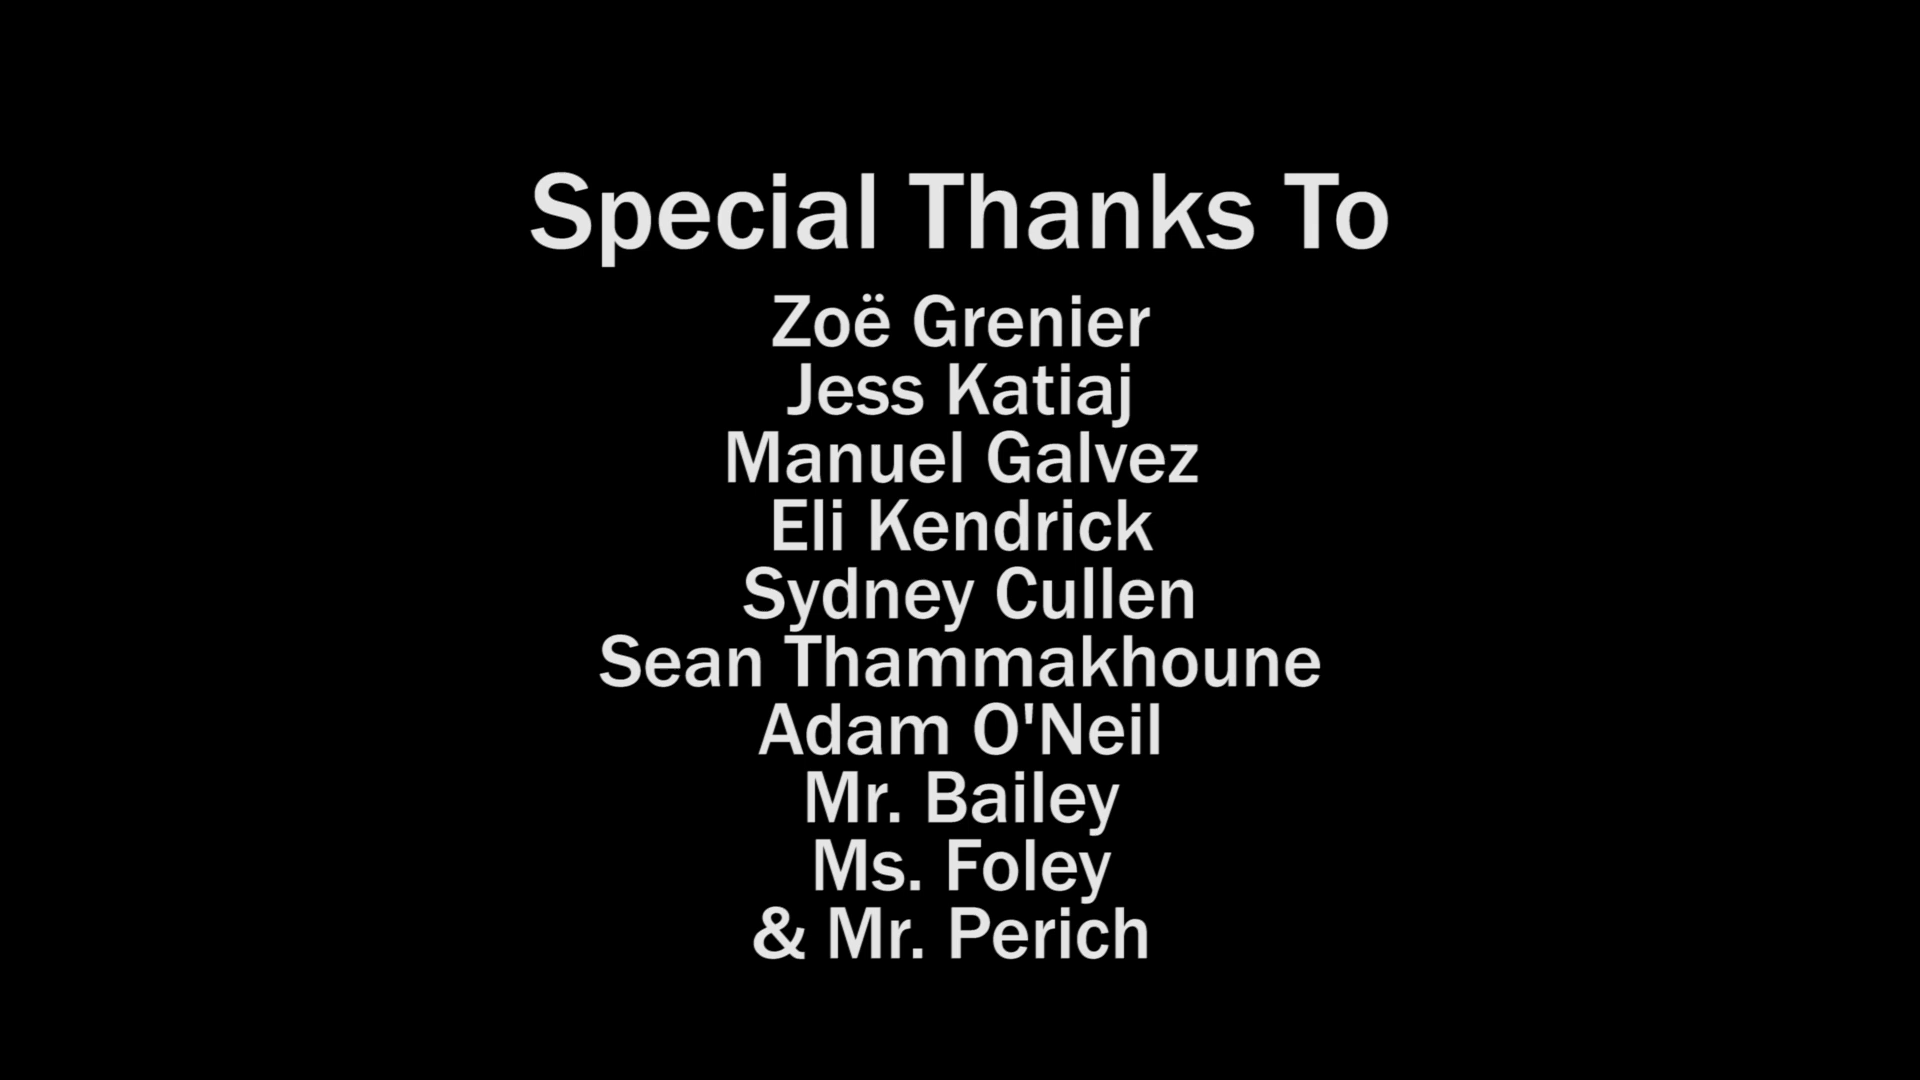 Special Thanks To
Zoë Grenier
Jess Katiaj
Manuel Galvez
Eli Kendrick
Sydney Cullen
Sean Thammakhoune
Adam O'Neil
Mr. Bailey
Ms. Foley
& Mr. Perich